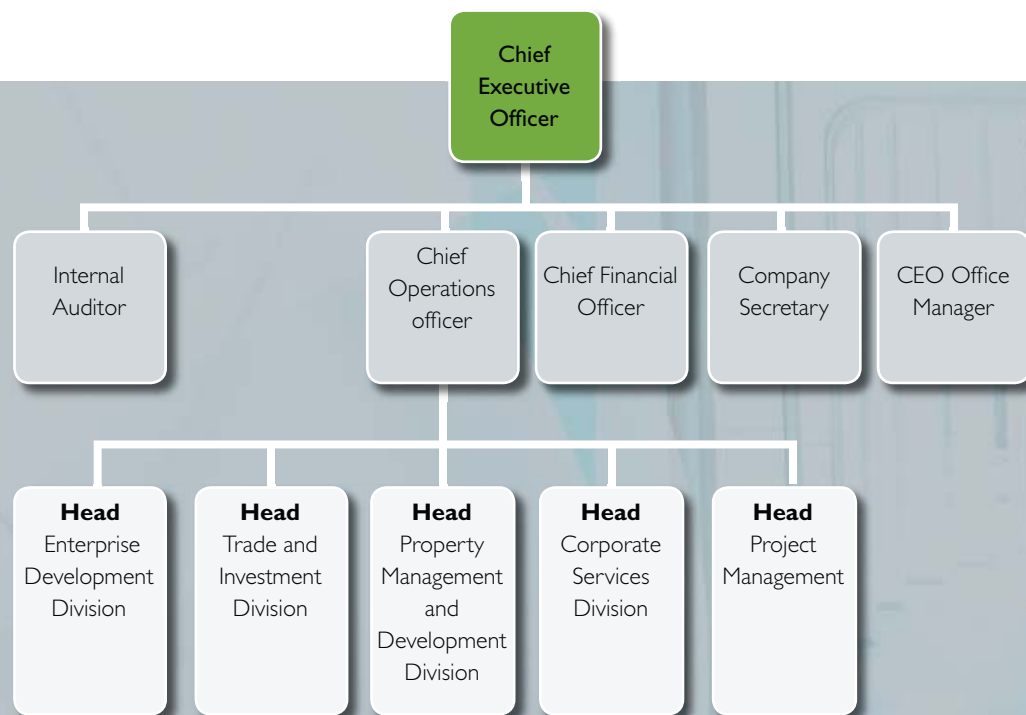 Chief
Executive
Officer
Internal
Auditor
Chief
Operations
officer
Chief Financial
Officer
Company
Secretary
CEO Office
Manager
Head
Enterprise
Development
Division
Head
Trade and
Investment
Division
Head
Property
Management
and
Development
Division
Head
Corporate
Services
Division
Head
Project
Management